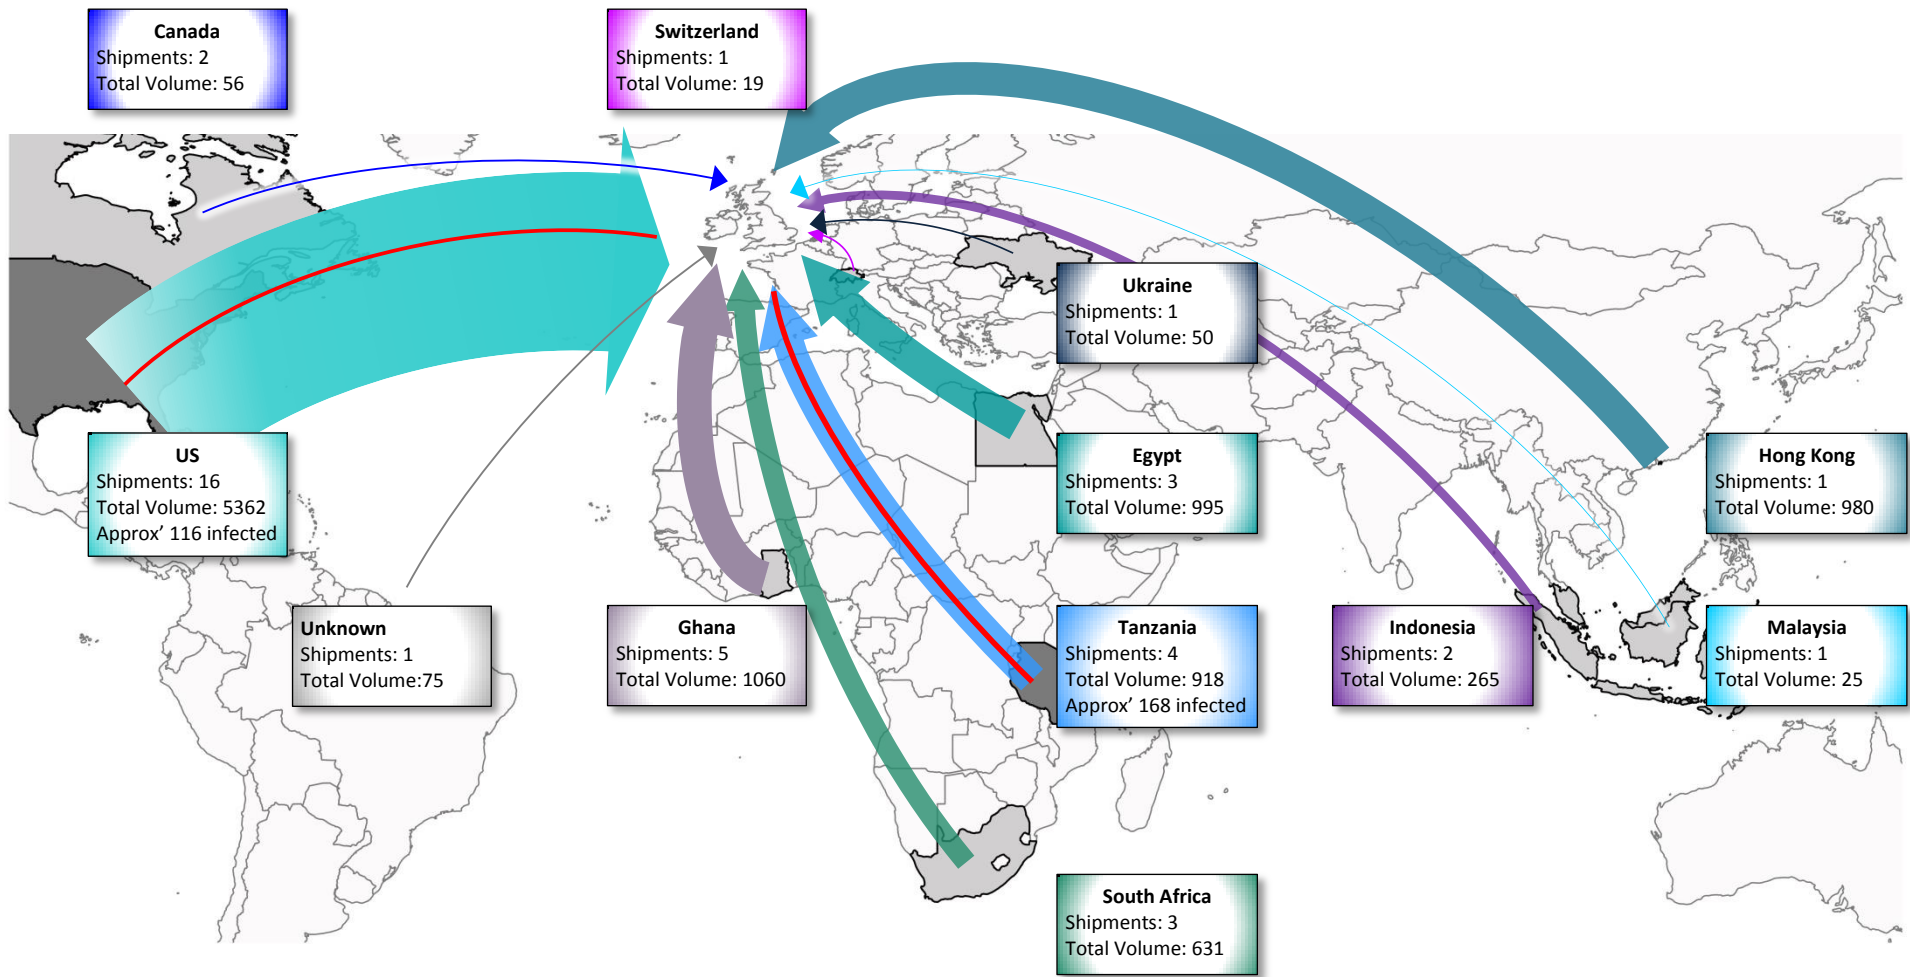 Canada
Shipments: 2
Total Volume: 56
Switzerland
Shipments: 1
Total Volume: 19
Ukraine
Shipments: 1
Total Volume: 50
US
Shipments: 16
Total Volume: 5362
Approx’ 116 infected
Egypt
Shipments: 3
Total Volume: 995
Hong Kong
Shipments: 1
Total Volume: 980
Unknown
Shipments: 1
Total Volume:75
Ghana
Shipments: 5
Total Volume: 1060
Tanzania
Shipments: 4
Total Volume: 918
Approx’ 168 infected
Indonesia
Shipments: 2
Total Volume: 265
Malaysia
Shipments: 1
Total Volume: 25
South Africa
Shipments: 3
Total Volume: 631